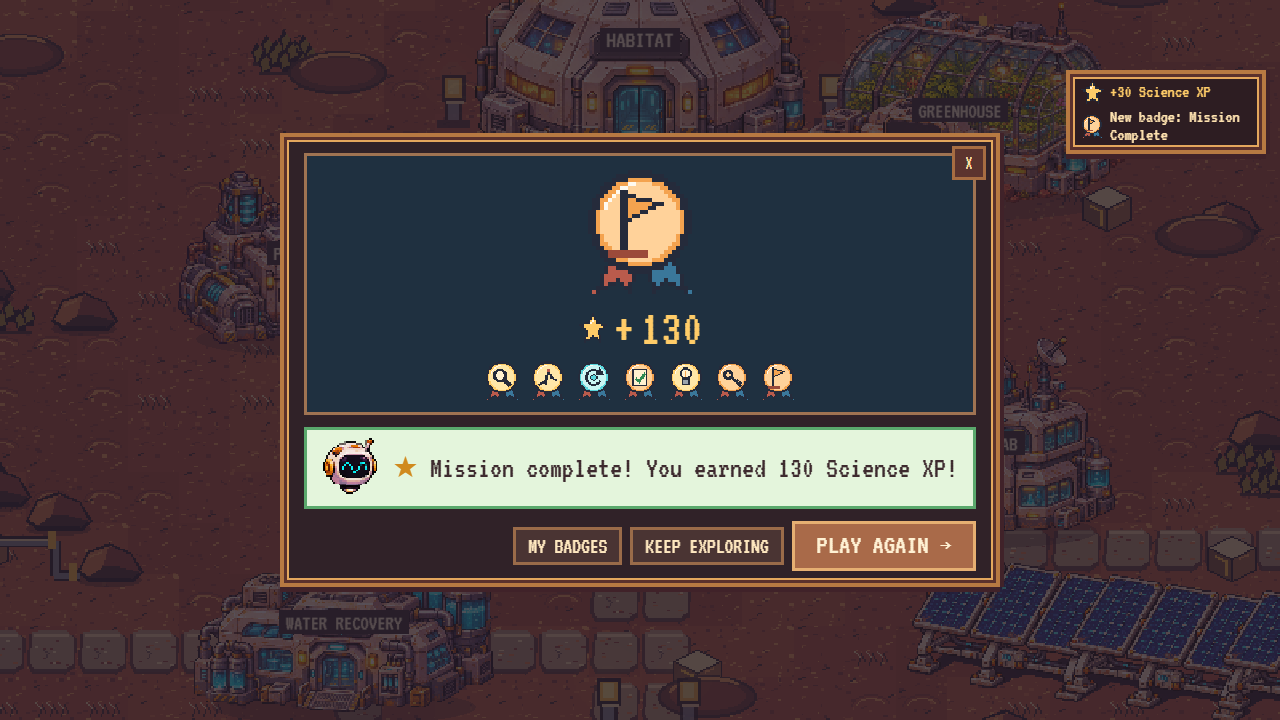 HABITAT
GREENHOUSE
+30 Science XP
New badge: Mission
Complete
X
+130
Mission complete! You earned 130 Science XP!
MY BADGES
KEEP EXPLORING
PLAY AGAIN →
WATER RECOVERY